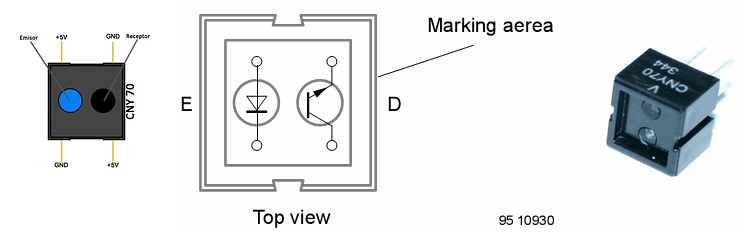 Emisor
+5V
GND
Receptor
CNY 70
GND
+5V
Marking aerea
E
D
Top view
95 10930
V
CNY70
344